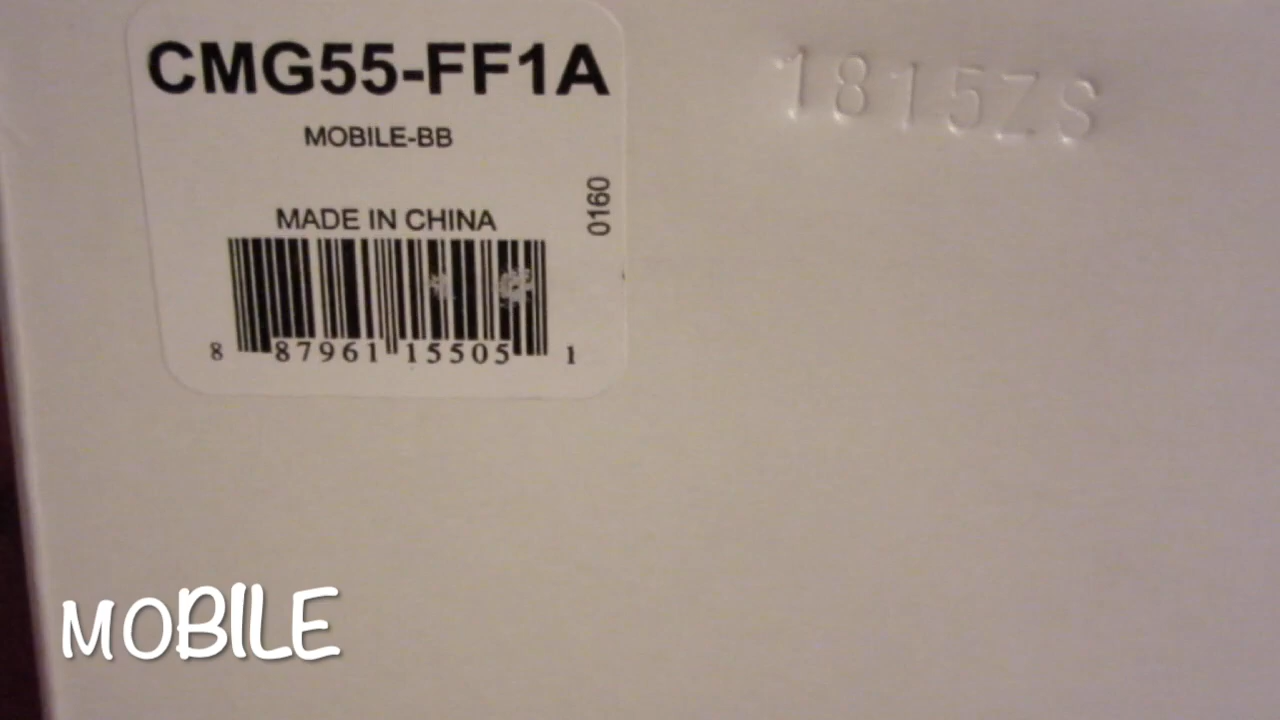 CMG55-FF1A
MOBILE-BB
0160
MADE IN CHINA
8 87961 15505 1
1815ZS
MOBILE